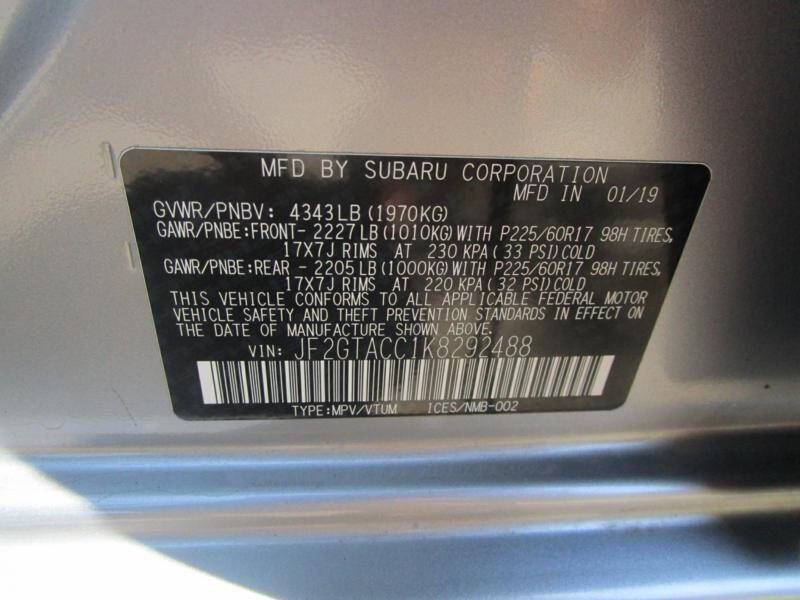 MFD BY SUBARU CORPORATION
MFD IN 01/19
GVWR/PNBV: 4343LB (1970KG)
GAWR/PNBE:FRONT- 2227LB (1010KG) WITH P225/60R17 98H TIRES,
17X7J RIMS AT 230 KPA (33 PSI) COLD
GAWR/PNBE:REAR - 2205LB (1000KG) WITH P225/60R17 98H TIRES,
17X7J RIMS AT 220 KPA (32 PSI) COLD
THIS VEHICLE CONFORMS TO ALL APPLICABLE FEDERAL MOTOR
VEHICLE SAFETY AND THEFT PREVENTION STANDARDS IN EFFECT
ON THE DATE OF MANUFACTURE SHOWN ABOVE.
VIN: JF2GTACC1K8292488
TYPE:MPV/VTUM ICES/NMB-002